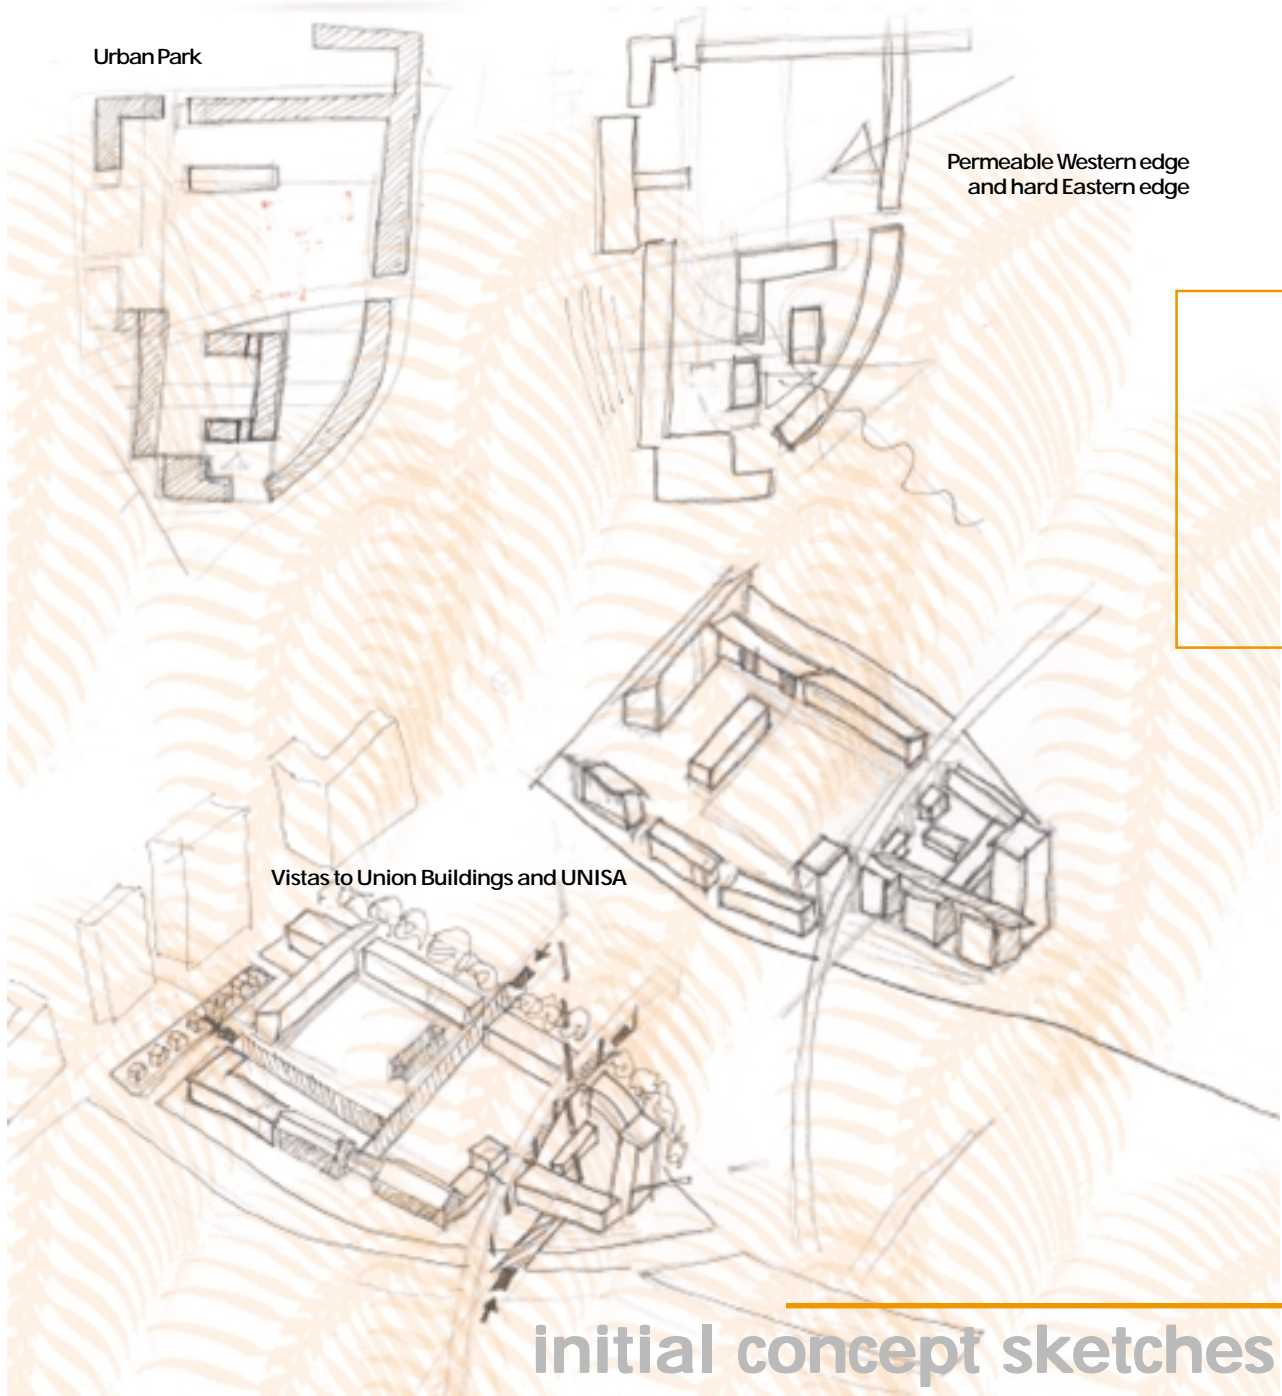 Urban Park
Permeable Western edge
and hard Eastern edge
Vistas to Union Buildings and UNISA
initial concept sketches